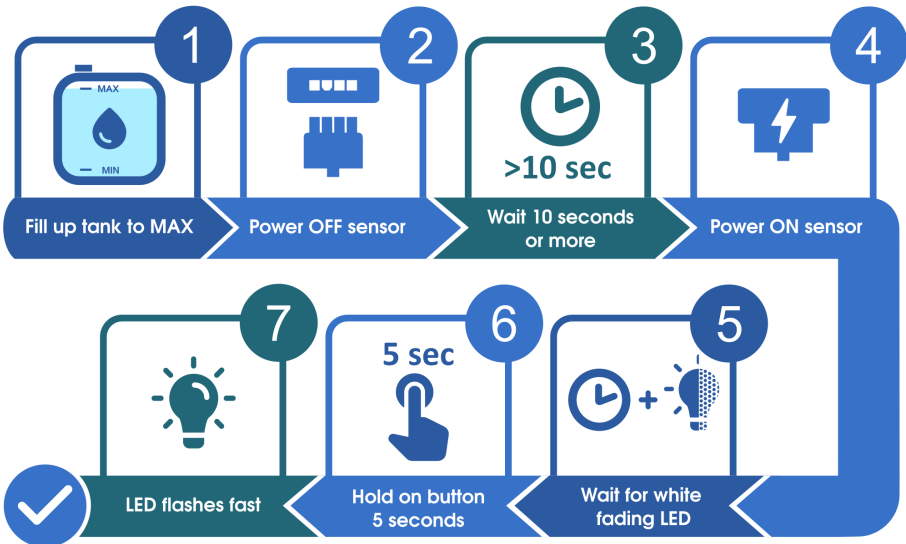 1
2
3
4
MAX
MIN
>10 sec
Fill up tank to MAX
Power OFF sensor
Wait 10 seconds
or more
Power ON sensor
7
6
5
5 sec
+
LED flashes fast
Hold on button
5 seconds
Wait for white
fading LED